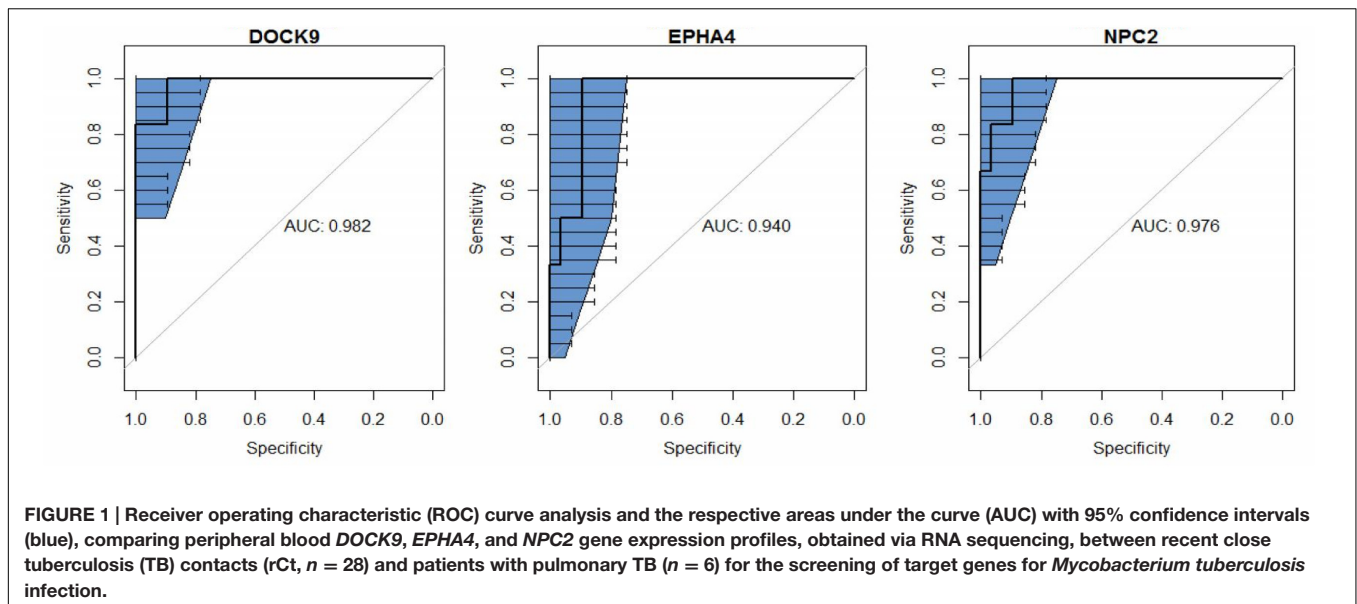 DOCK9
EPHA4
NPC2
Sensitivity
0.0 0.2 0.4 0.6 0.8 1.0
AUC: 0.982
1.0 0.8 0.6 0.4 0.2 0.0
Specificity
Sensitivity
0.0 0.2 0.4 0.6 0.8 1.0
AUC: 0.940
1.0 0.8 0.6 0.4 0.2 0.0
Specificity
Sensitivity
0.0 0.2 0.4 0.6 0.8 1.0
AUC: 0.976
1.0 0.8 0.6 0.4 0.2 0.0
Specificity
FIGURE 1 | Receiver operating characteristic (ROC) curve analysis and the respective areas under the curve (AUC) with 95% confidence intervals
(blue), comparing peripheral blood DOCK9, EPHA4, and NPC2 gene expression profiles, obtained via RNA sequencing, between recent close
tuberculosis (TB) contacts (rCt, n = 28) and patients with pulmonary TB (n = 6) for the screening of target genes for Mycobacterium tuberculosis
infection.